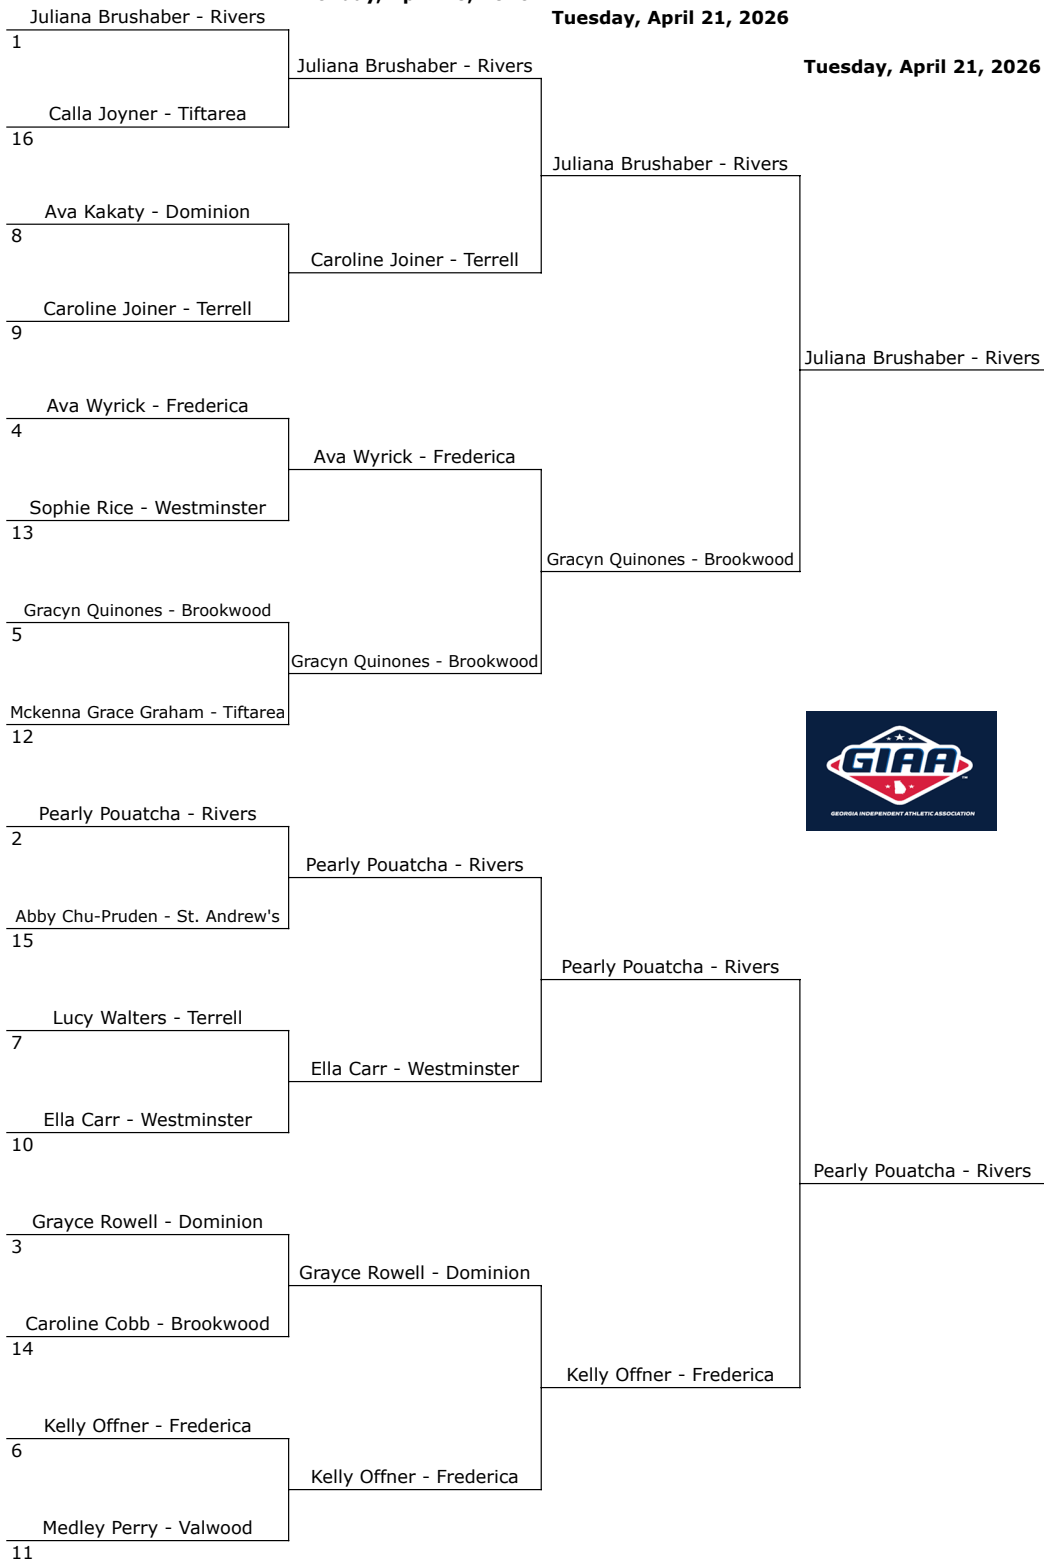 Tuesday, April 21, 2026
Tuesday, April 21, 2026
Juliana Brushaber - Rivers
1
Juliana Brushaber - Rivers
Calla Joyner - Tiftarea
16
Juliana Brushaber - Rivers
Ava Kakaty - Dominion
8
Caroline Joiner - Terrell
Caroline Joiner - Terrell
9
Juliana Brushaber - Rivers
Ava Wyrick - Frederica
4
Ava Wyrick - Frederica
Sophie Rice - Westminster
13
Gracyn Quinones - Brookwood
Gracyn Quinones - Brookwood
5
Gracyn Quinones - Brookwood
Mckenna Grace Graham - Tiftarea
12
GIAA
TM
GEORGIA INDEPENDENT ATHLETIC ASSOCIATION
Pearly Pouatcha - Rivers
2
Pearly Pouatcha - Rivers
Abby Chu-Pruden - St. Andrew's
15
Pearly Pouatcha - Rivers
Lucy Walters - Terrell
7
Ella Carr - Westminster
Ella Carr - Westminster
10
Pearly Pouatcha - Rivers
Grayce Rowell - Dominion
3
Grayce Rowell - Dominion
Caroline Cobb - Brookwood
14
Kelly Offner - Frederica
Kelly Offner - Frederica
6
Kelly Offner - Frederica
Medley Perry - Valwood
11